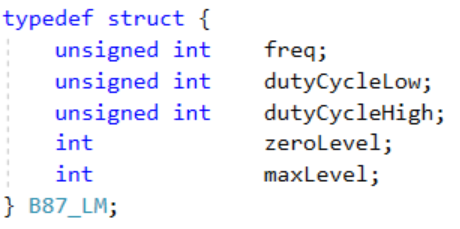 typedef struct {
    unsigned int    freq;
    unsigned int    dutyCycleLow;
    unsigned int    dutyCycleHigh;
    int             zeroLevel;
    int             maxLevel;
} B87_LM;